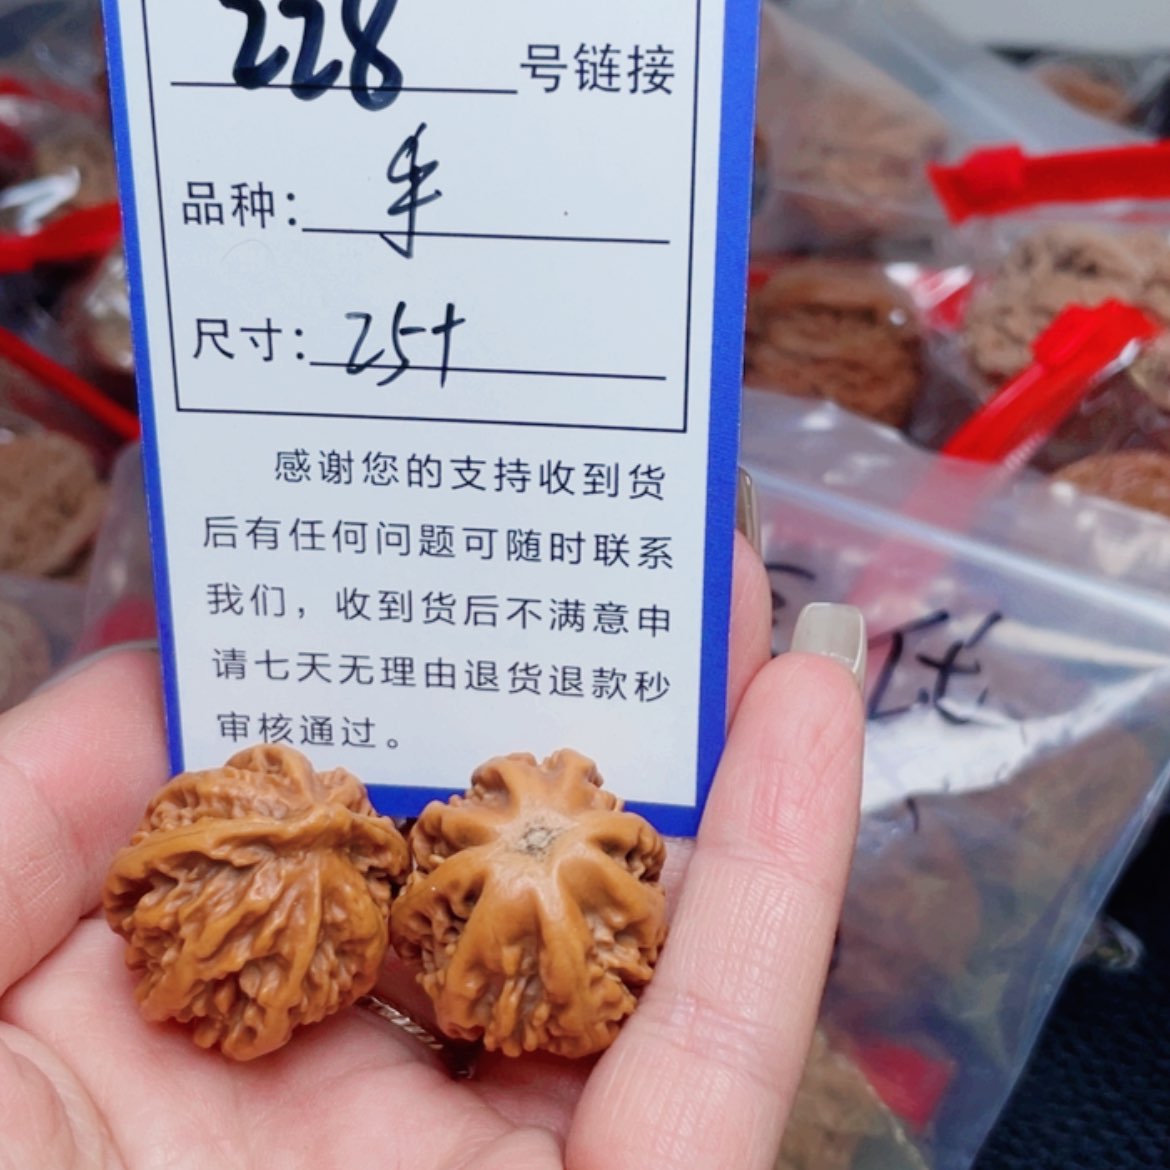 228 号链接
品种：
尺寸：25+
感谢您的支持收到货
后有任何问题可随时联系
我们，收到货后不满意申
请七天无理由退货退款秒
审核通过。